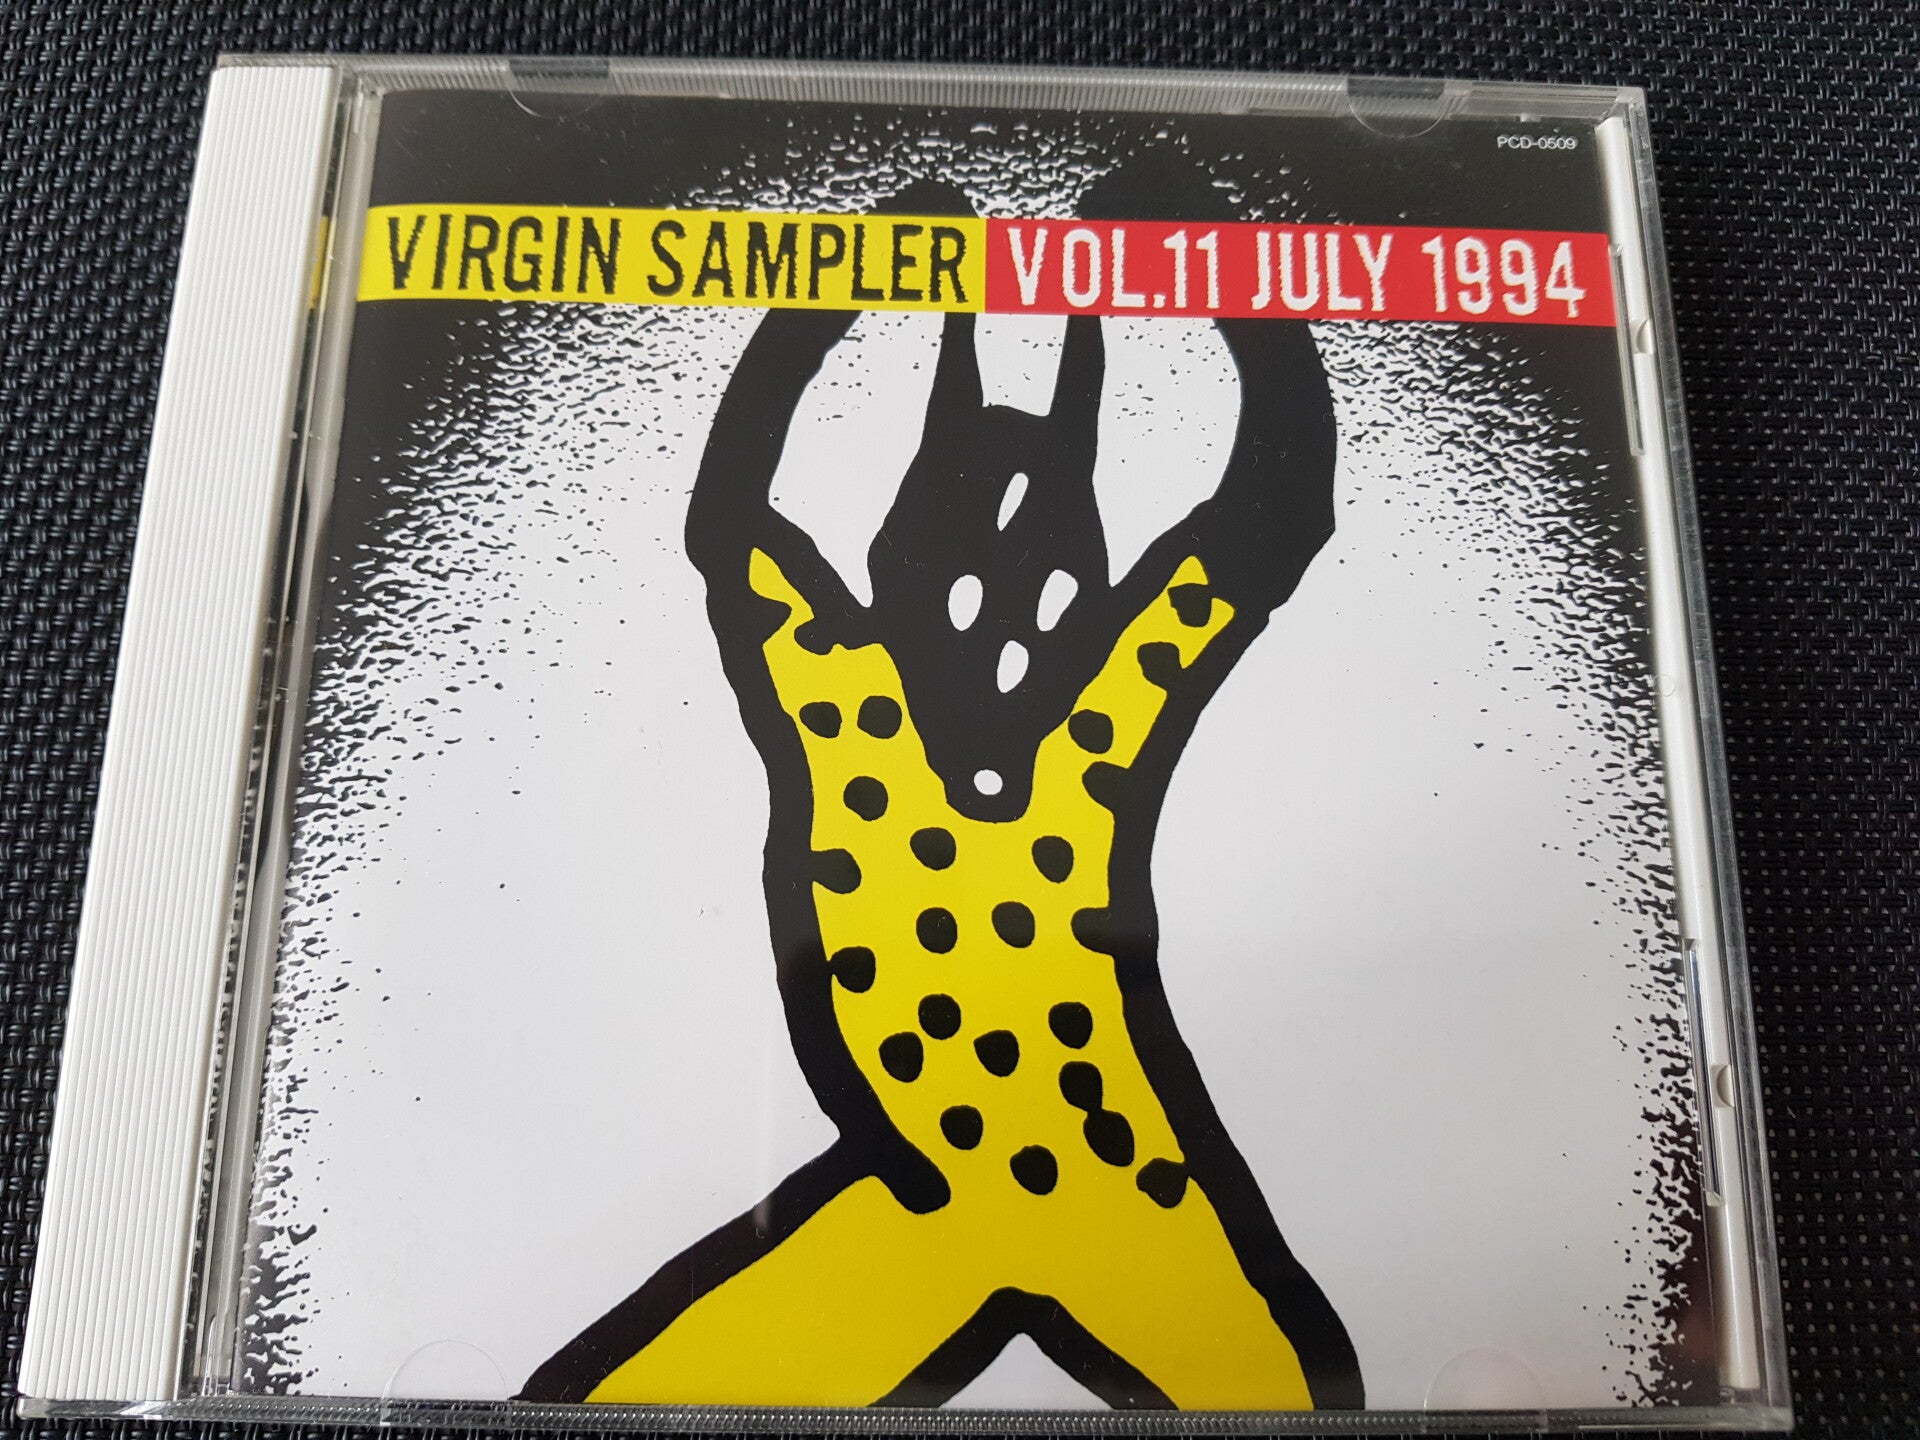 PCD-0509
VIRGIN SAMPLER VOL.11 JULY 1994